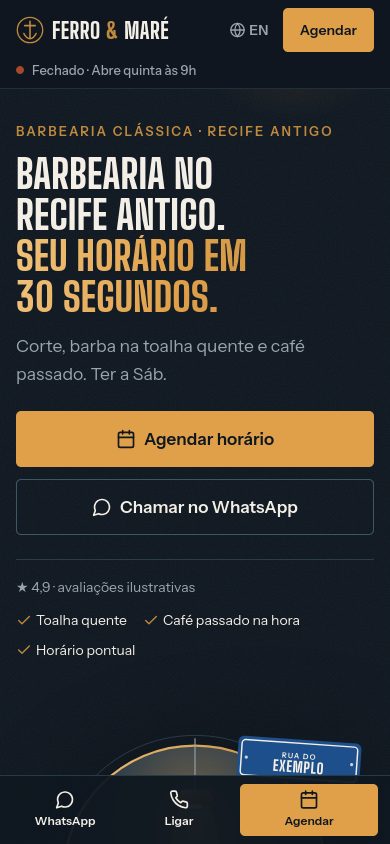 FERRO & MARÉ
EN
Agendar
Fechado · Abre quinta às 9h
BARBEARIA CLÁSSICA · RECIFE ANTIGO
BARBEARIA NO
RECIFE ANTIGO.
SEU HORÁRIO EM
30 SEGUNDOS.
Corte, barba na toalha quente e café
passado. Ter a Sáb.
Agendar horário
Chamar no WhatsApp
★ 4,9 · avaliações ilustrativas
Toalha quente
Café passado na hora
Horário pontual
RUA DO
EXEMPLO
WhatsApp
Ligar
Agendar